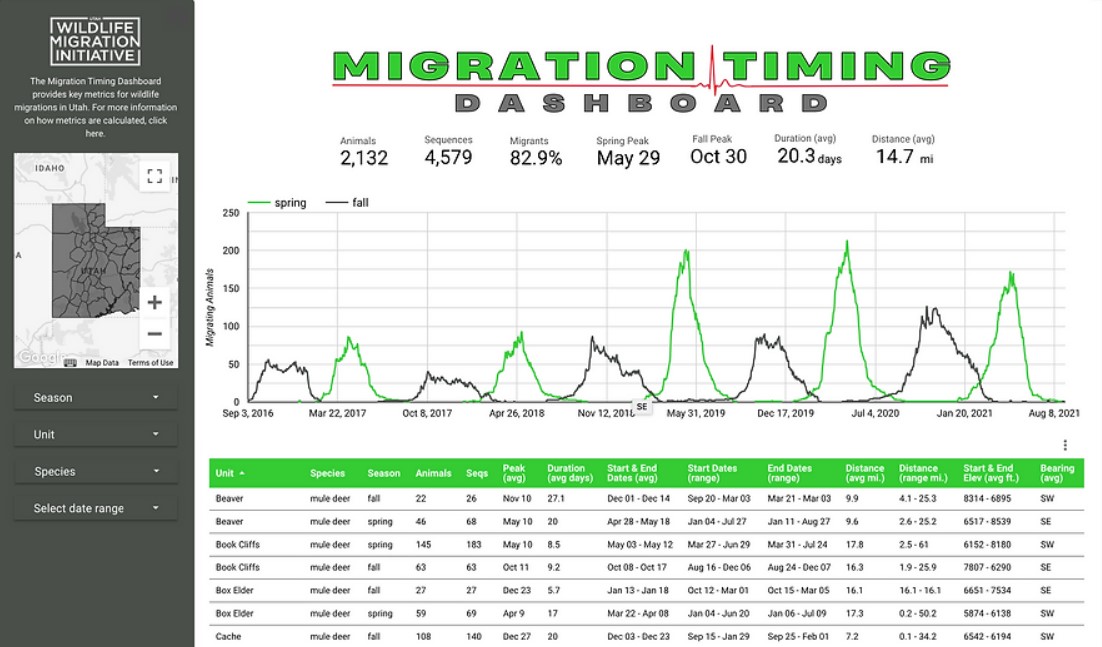 UTAH
WILDLIFE
MIGRATION
INITIATIVE
The Migration Timing Dashboard
provides key metrics for wildlife
migrations in Utah. For more information
on how metrics are calculated, click
here.
IDAHO
UTAH
A
+
−
Google
Map Data Terms of Use
Season
Unit
Species
Select date range
MIGRATION TIMING
DASHBOARD
Animals Sequences Migrants Spring Peak Fall Peak Duration (avg) Distance (avg)
2,132 4,579 82.9% May 29 Oct 30 20.3 days 14.7 mi
spring fall
Migrating Animals
250
200
150
100
50
0
Sep 3, 2016 Mar 22, 2017 Oct 8, 2017 Apr 26, 2018 Nov 12, 2018 May 31, 2019 Dec 17, 2019 Jul 4, 2020 Jan 20, 2021 Aug 8, 2021
SE
Unit Species Season Animals Seqs Peak (avg) Duration (avg days) Start & End Dates (avg) Start Dates (range) End Dates (range) Distance (avg mi.) Distance (range mi.) Start & End Elev (avg ft.) Bearing (avg)
Beaver mule deer fall 22 26 Nov 10 27.1 Dec 01 - Dec 14 Sep 20 - Mar 03 Mar 21 - Mar 03 9.9 4.1 - 25.3 8314 - 6895 SW
Beaver mule deer spring 46 68 May 10 20 Apr 28 - May 18 Jan 04 - Jul 27 Jan 11 - Aug 27 9.6 2.6 - 25.2 6517 - 8539 SE
Book Cliffs mule deer spring 145 183 May 10 8.5 May 03 - May 12 Mar 27 - Jun 29 Mar 31 - Jul 24 17.8 2.5 - 61 6152 - 8180 SW
Book Cliffs mule deer fall 63 63 Oct 11 9.2 Oct 08 - Oct 17 Aug 16 - Dec 06 Aug 24 - Dec 07 16.3 1.9 - 25.9 7807 - 6290 SE
Box Elder mule deer fall 27 27 Dec 23 5.7 Jan 13 - Jan 18 Oct 12 - Mar 01 Oct 15 - Mar 05 16.1 16.1 - 16.1 6651 - 7534 SE
Box Elder mule deer spring 59 69 Apr 9 17 Mar 22 - Apr 08 Jan 04 - Jun 20 Jan 06 - Jul 09 17.3 0.2 - 50.2 5874 - 6138 SW
Cache mule deer fall 108 140 Dec 27 20 Dec 03 - Dec 23 Sep 15 - Jan 29 Sep 25 - Feb 01 7.2 0.1 - 34.2 6542 - 6194 SW